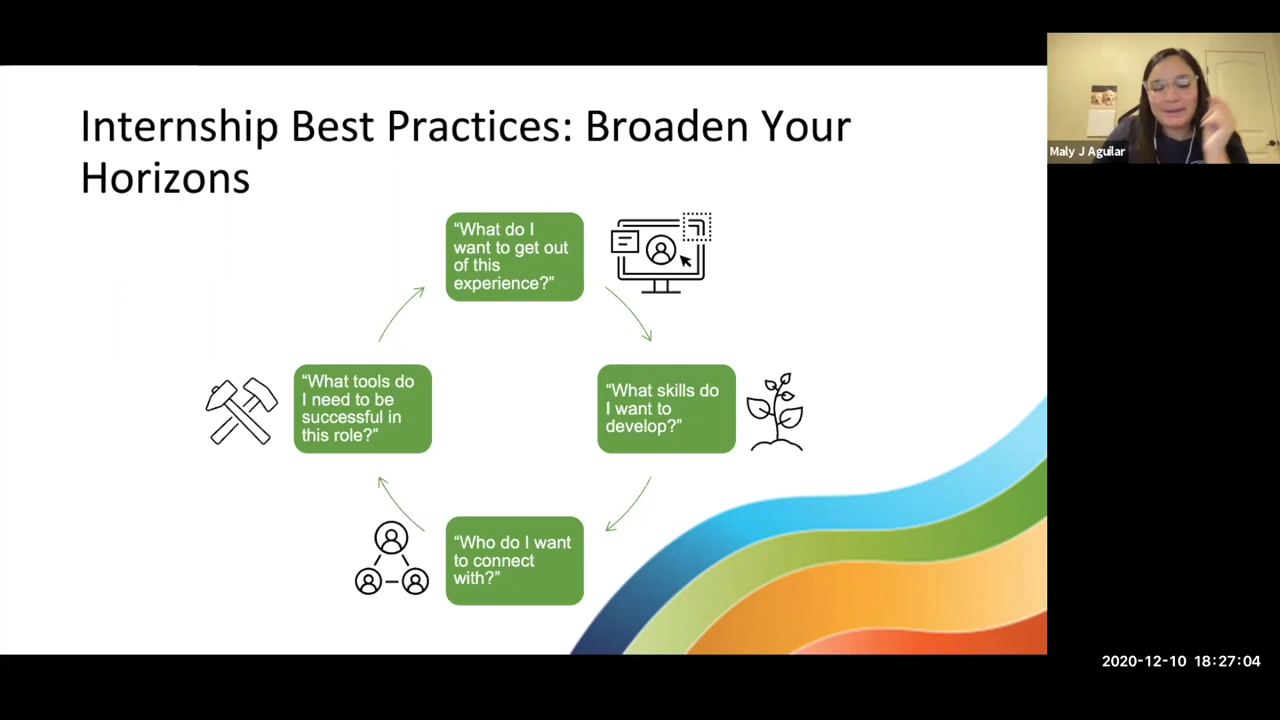 Internship Best Practices: Broaden Your
Horizons
Maly J Aguilar
“What do I
want to get out
of this
experience?”
“What tools do
I need to be
successful in
this role?”
“What skills do
I want to
develop?”
“Who do I want
to connect
with?”
2020-12-10 18:27:04